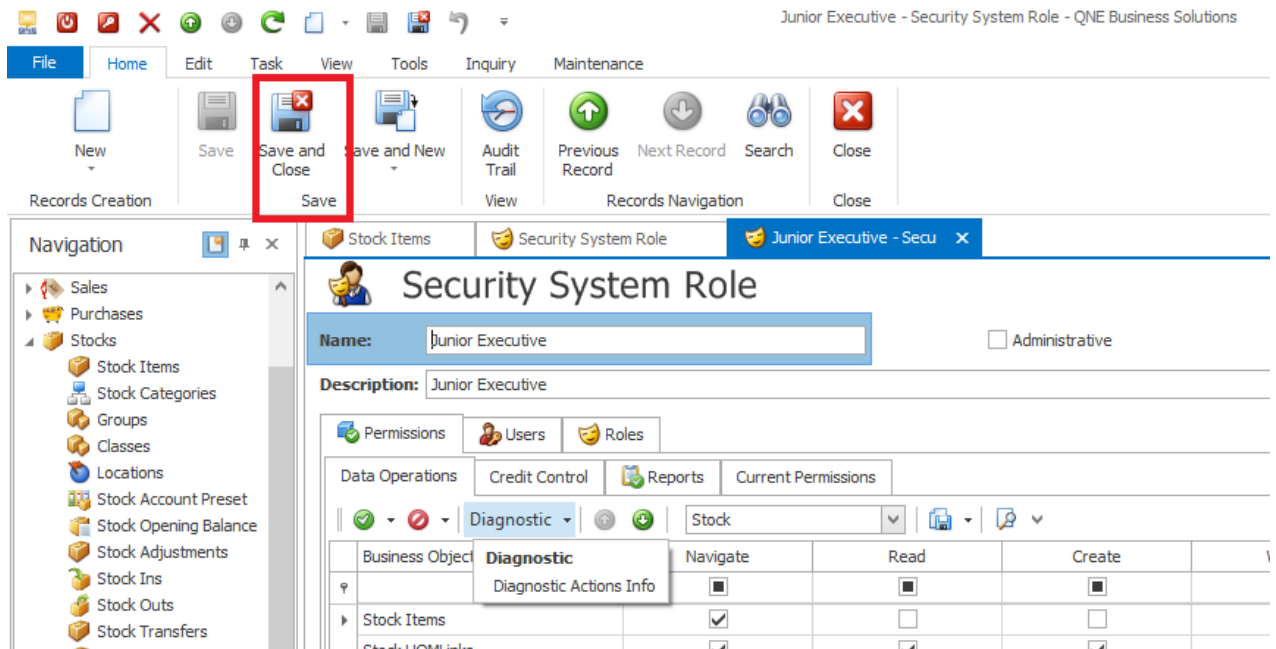 Junior Executive - Security System Role - QNE Business Solutions
File Home Edit Task View Tools Inquiry Maintenance
New Save Save and Close Save and New Audit Trail Previous Record Next Record Search Close
Records Creation Save View Records Navigation Close
Navigation
Stock Items Security System Role Junior Executive - Secu
Sales
Purchases
Stocks
Stock Items
Stock Categories
Groups
Classes
Locations
Stock Account Preset
Stock Opening Balance
Stock Adjustments
Stock Ins
Stock Outs
Stock Transfers
Security System Role
Name: Junior Executive Administrative
Description: Junior Executive
Permissions Users Roles
Data Operations Credit Control Reports Current Permissions
Diagnostic Stock
Business Object Navigate Read Create
Diagnostic
Diagnostic Actions Info
Stock Items
Stock UOMLinks